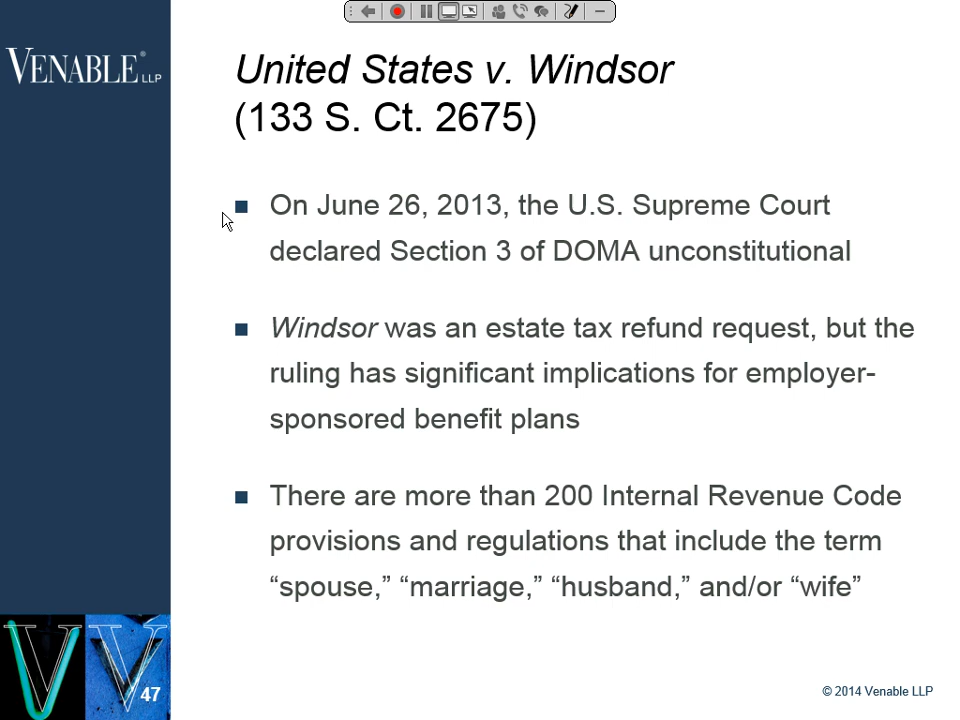 VENABLE® LLP
United States v. Windsor
(133 S. Ct. 2675)
■ On June 26, 2013, the U.S. Supreme Court
declared Section 3 of DOMA unconstitutional
■ Windsor was an estate tax refund request, but the
ruling has significant implications for employer-
sponsored benefit plans
■ There are more than 200 Internal Revenue Code
provisions and regulations that include the term
“spouse,” “marriage,” “husband,” and/or “wife”
47
© 2014 Venable LLP